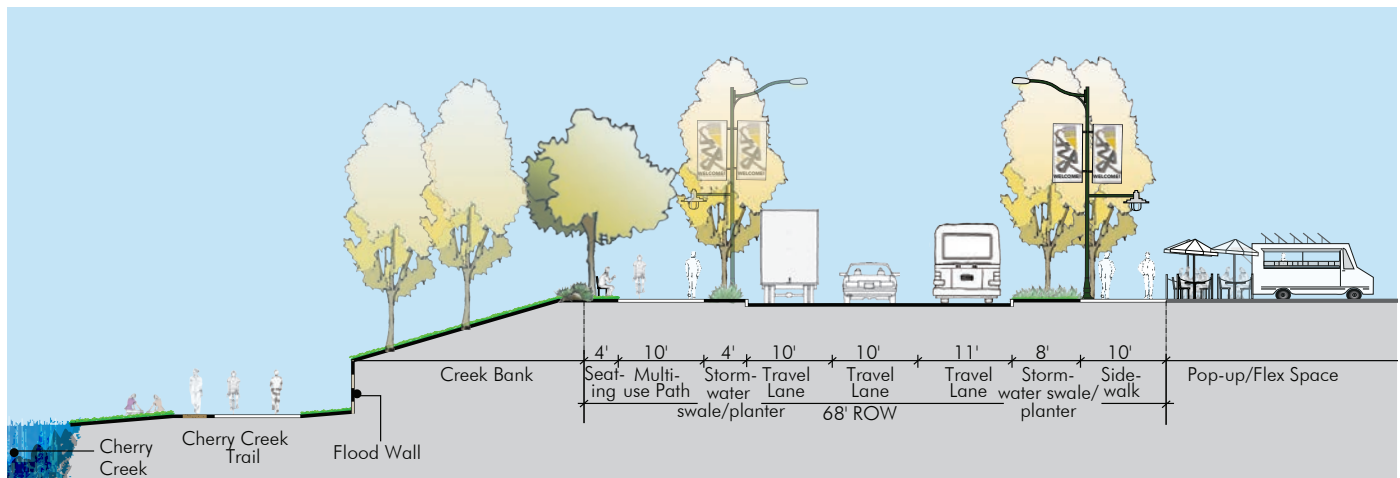 WELCOME!
WELCOME!
WELCOME!
WELCOME!
4' 10' 4' 10' 10' 11' 8' 10'
Creek Bank
Seat-
ing
Multi-
use Path
Storm-
water
swale/planter
Travel
Lane
Travel
Lane
Travel
Lane
Storm-
water swale/
planter
Side-
walk
Pop-up/Flex Space
68' ROW
Cherry
Creek
Cherry Creek
Trail
Flood Wall